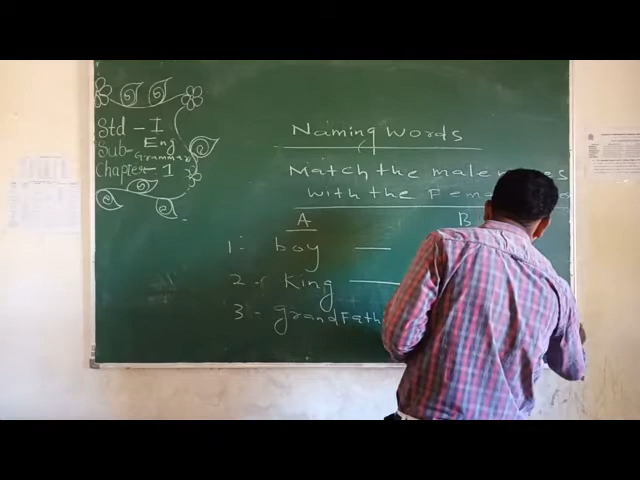 Std - I
Sub- Eng Grammar
Chapter- 1
Naming words
Match the male
with the
A B
1 - boy
2 - King
3 - Grandfath